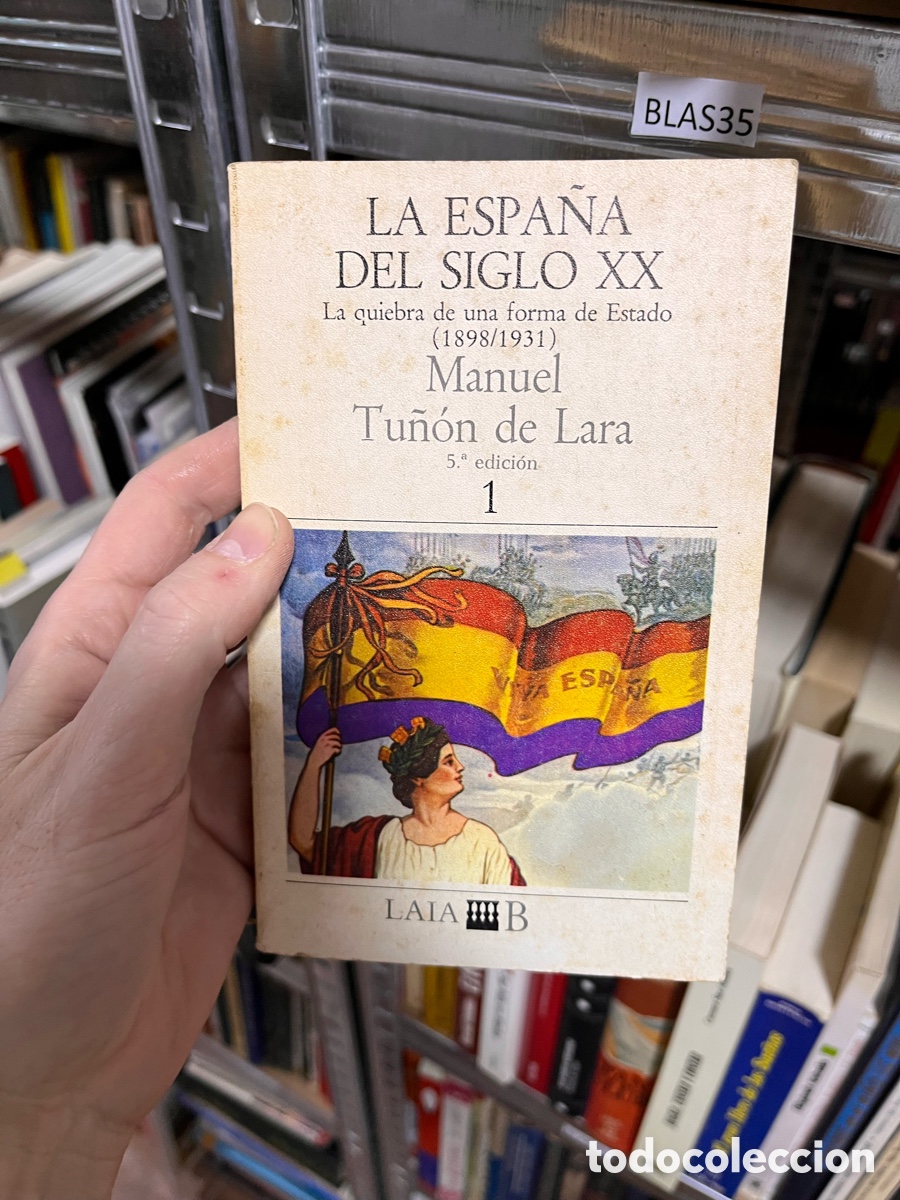 BLAS35
LA ESPAÑA
DEL SIGLO XX
La quiebra de una forma de Estado
(1898/1931)
Manuel
Tuñón de Lara
5.ª edición
1
VIVA ESPAÑA
LAIA B
todocoleccion